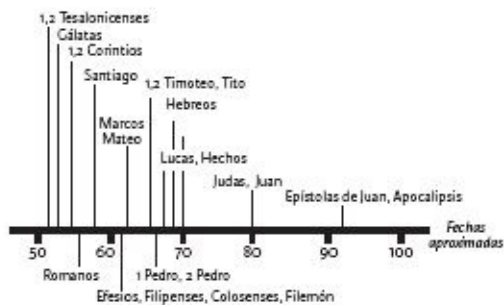 1,2 Tesalonicenses
Gálatas
1,2 Corintios
Santiago
1,2 Timoteo, Tito
Hebreos
Marcos
Mateo
Lucas, Hechos
Judas, Juan
Epístolas de Juan, Apocalipsis
Fechas
aproximadas
50 60 70 80 90 100
Romanos
1 Pedro, 2 Pedro
Efesios, Filipenses, Colosenses, Filemón